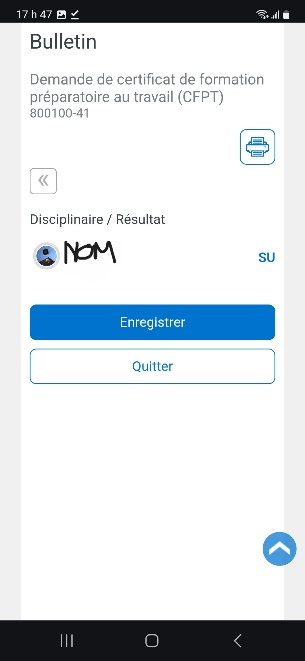 17 h 47
Bulletin
Demande de certificat de formation
préparatoire au travail (CFPT)
800100-41
«
Disciplinaire / Résultat
NOM
SU
Enregistrer
Quitter